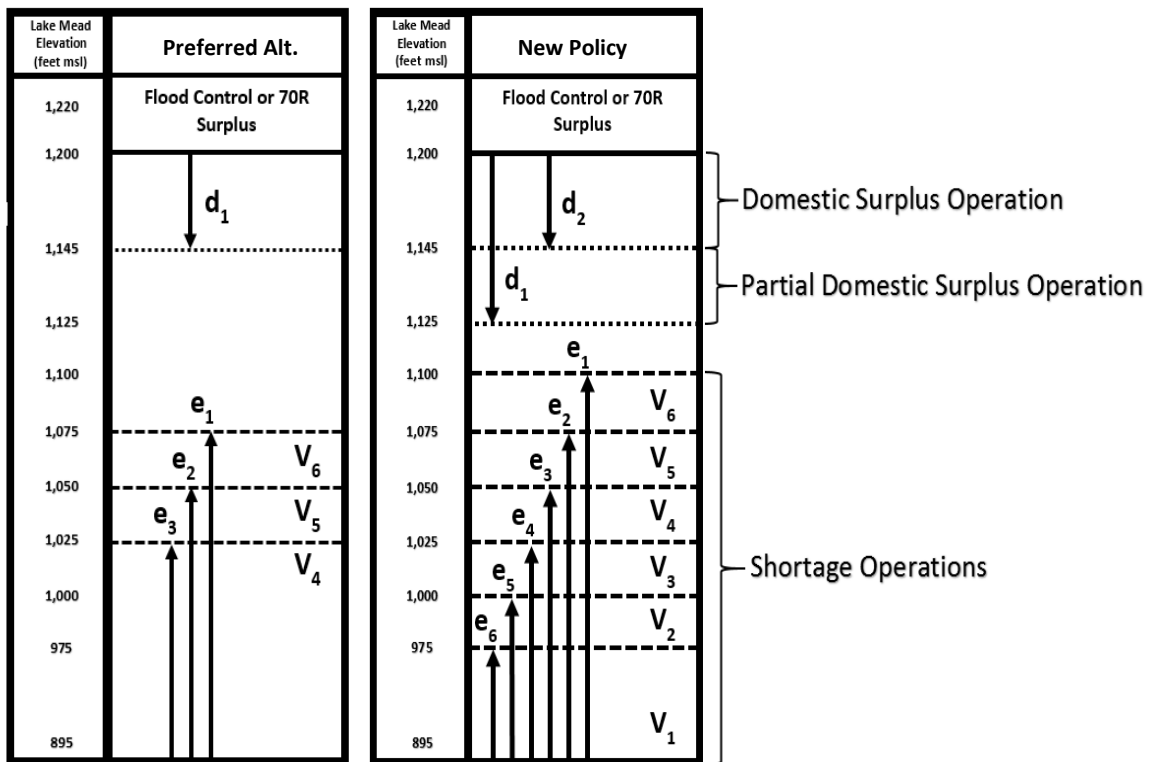 Lake Mead
Elevation
(feet msl)
Preferred Alt.
Flood Control or 70R
Surplus
1,220
1,200
d1
1,145
1,125
1,100
e1
1,075
V6
e2
1,050
V5
e3
1,025
V4
1,000
975
895
Lake Mead
Elevation
(feet msl)
New Policy
Flood Control or 70R
Surplus
1,220
1,200
d2
Domestic Surplus Operation
1,145
d1
Partial Domestic Surplus Operation
1,125
e1
1,100
V6
e2
1,075
V5
e3
1,050
V4
e4
1,025
V3
Shortage Operations
e5
1,000
V2
e6
975
V1
895